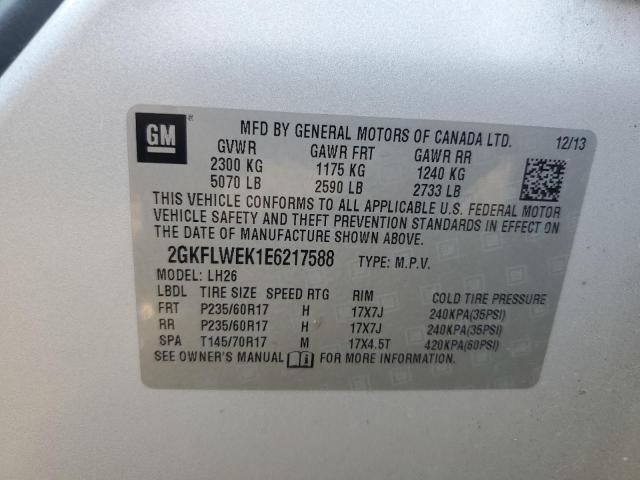 GM ®
MFD BY GENERAL MOTORS OF CANADA LTD. 12/13
GVWR GAWR FRT GAWR RR
2300 KG 1175 KG 1240 KG
5070 LB 2590 LB 2733 LB
THIS VEHICLE CONFORMS TO ALL APPLICABLE U.S. FEDERAL MOTOR
VEHICLE SAFETY AND THEFT PREVENTION STANDARDS IN EFFECT ON
THE DATE OF MANUFACTURE SHOWN ABOVE.
2GKFLWEK1E6217588 TYPE: M.P.V.
MODEL: LH26
LBDL TIRE SIZE SPEED RTG RIM COLD TIRE PRESSURE
FRT P235/60R17 H 17X7J 240KPA(35PSI)
RR P235/60R17 H 17X7J 240KPA(35PSI)
SPA T145/70R17 M 17X4.5T 420KPA(60PSI)
SEE OWNER'S MANUAL FOR MORE INFORMATION.